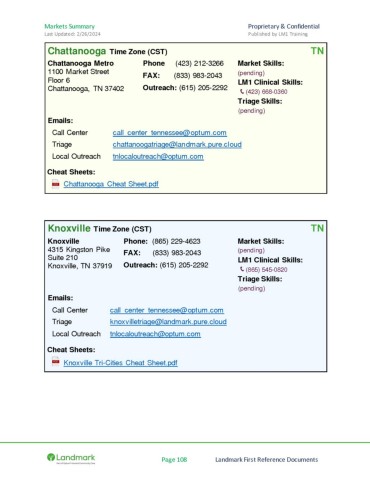 Markets Summary Proprietary & Confidential
Last Updated: 2/28/2024 Published by LM1 Training
Chattanooga Time Zone (CST) TN
Chattanooga Metro Phone (423) 212-3266 Market Skills:
1100 Market Street FAX: (833) 983-2043 (pending)
Floor 6 LM1 Clinical Skills:
Chattanooga, TN 37402 Outreach: (615) 205-2292 (423) 668-0360
Triage Skills:
(pending)
Emails:
Call Center call_center_tennessee@optum.com
Triage chattanoogatriage@landmark.pure.cloud
Local Outreach tnlocaloutreach@optum.com
Cheat Sheets:
Chattanooga Cheat Sheet.pdf
Knoxville Time Zone (CST) TN
Knoxville Phone: (865) 229-4623 Market Skills:
4315 Kingston Pike FAX: (833) 983-2043 (pending)
Suite 210 LM1 Clinical Skills:
Knoxville, TN 37919 Outreach: (615) 205-2292 (865) 545-0820
Triage Skills:
(pending)
Emails:
Call Center call_center_tennessee@optum.com
Triage knoxvilletriage@landmark.pure.cloud
Local Outreach tnlocaloutreach@optum.com
Cheat Sheets:
Knoxville Tri-Cities Cheat Sheet.pdf
Landmark Page 108 Landmark First Reference Documents